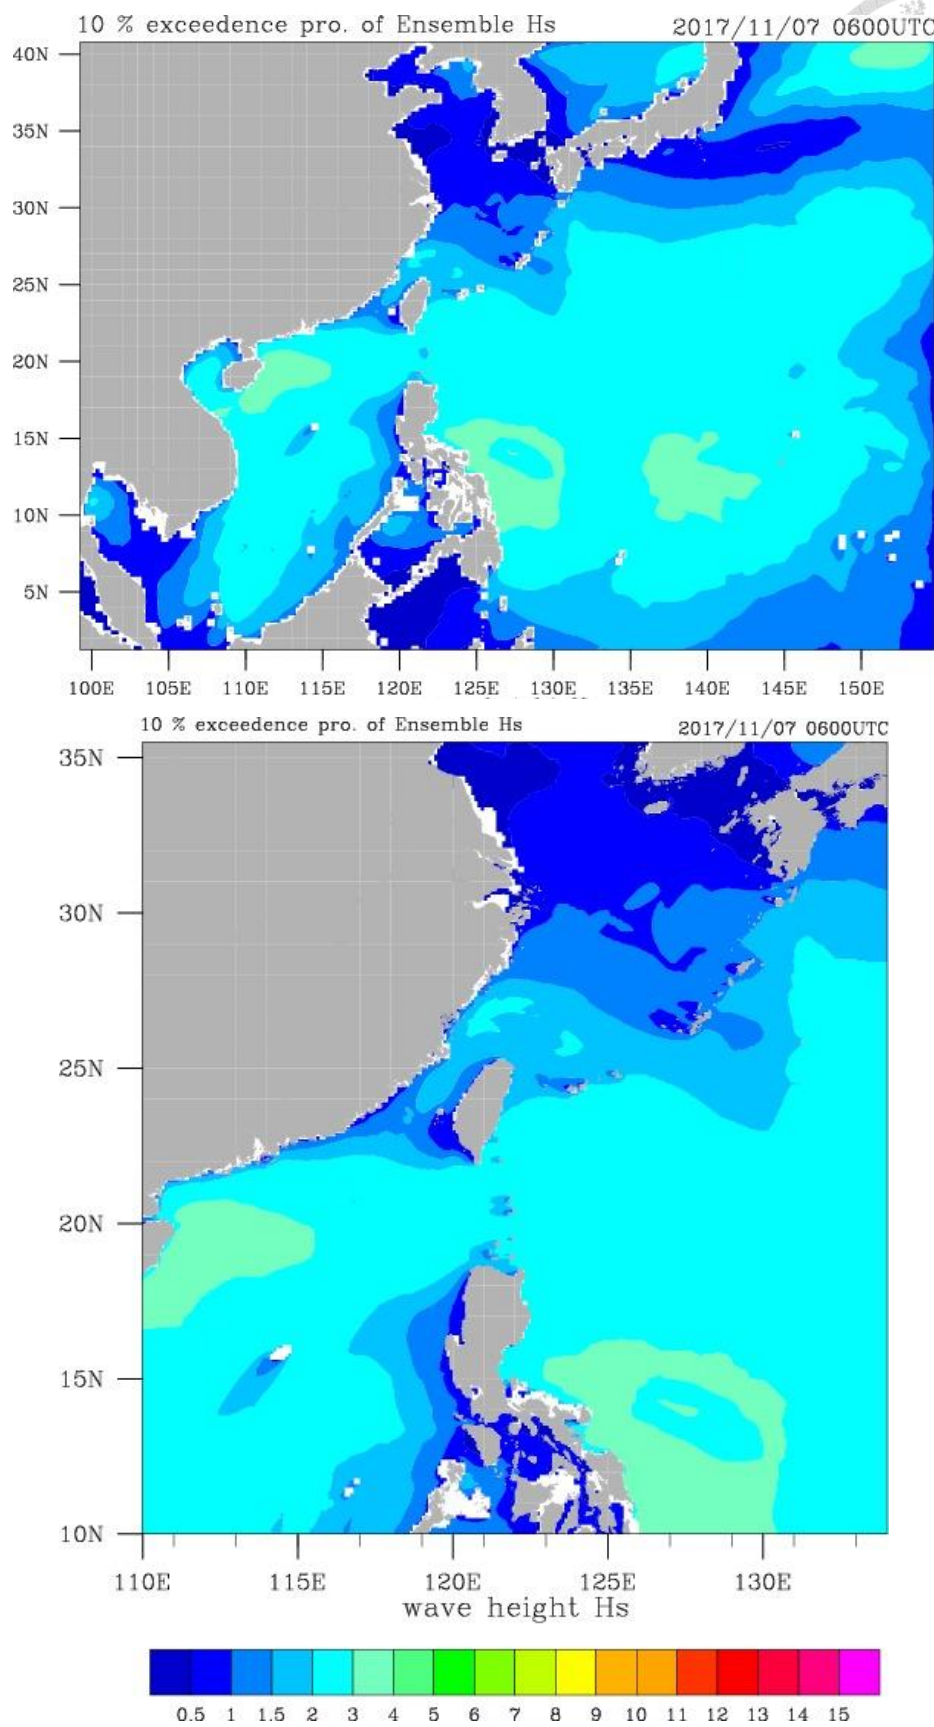 10 % exceedence pro. of Ensemble Hs 2017/11/07 0600UTC
40N
35N
30N
25N
20N
15N
10N
5N
100E 105E 110E 115E 120E 125E 130E 135E 140E 145E 150E
10 % exceedence pro. of Ensemble Hs 2017/11/07 0600UTC
35N
30N
25N
20N
15N
10N
110E 115E 120E 125E 130E
wave height Hs
0.5 1 1.5 2 3 4 5 6 7 8 9 10 11 12 13 14 15